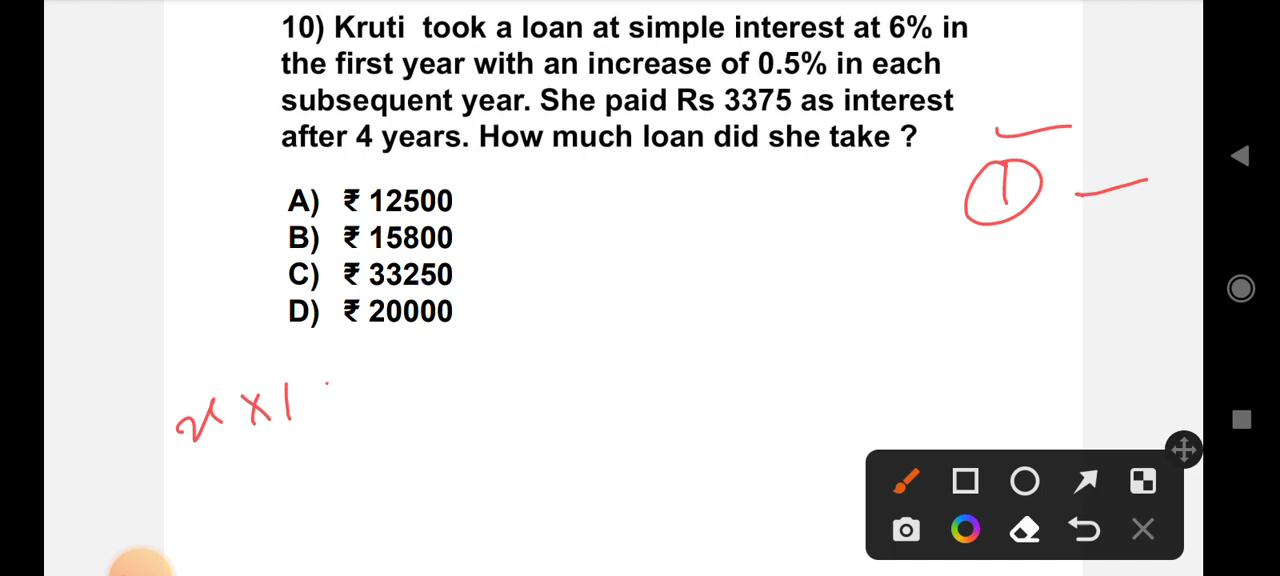 10) Kruti took a loan at simple interest at 6% in
the first year with an increase of 0.5% in each
subsequent year. She paid Rs 3375 as interest
after 4 years. How much loan did she take ?
A) ₹ 12500
B) ₹ 15800
C) ₹ 33250
D) ₹ 20000
1
x × 1